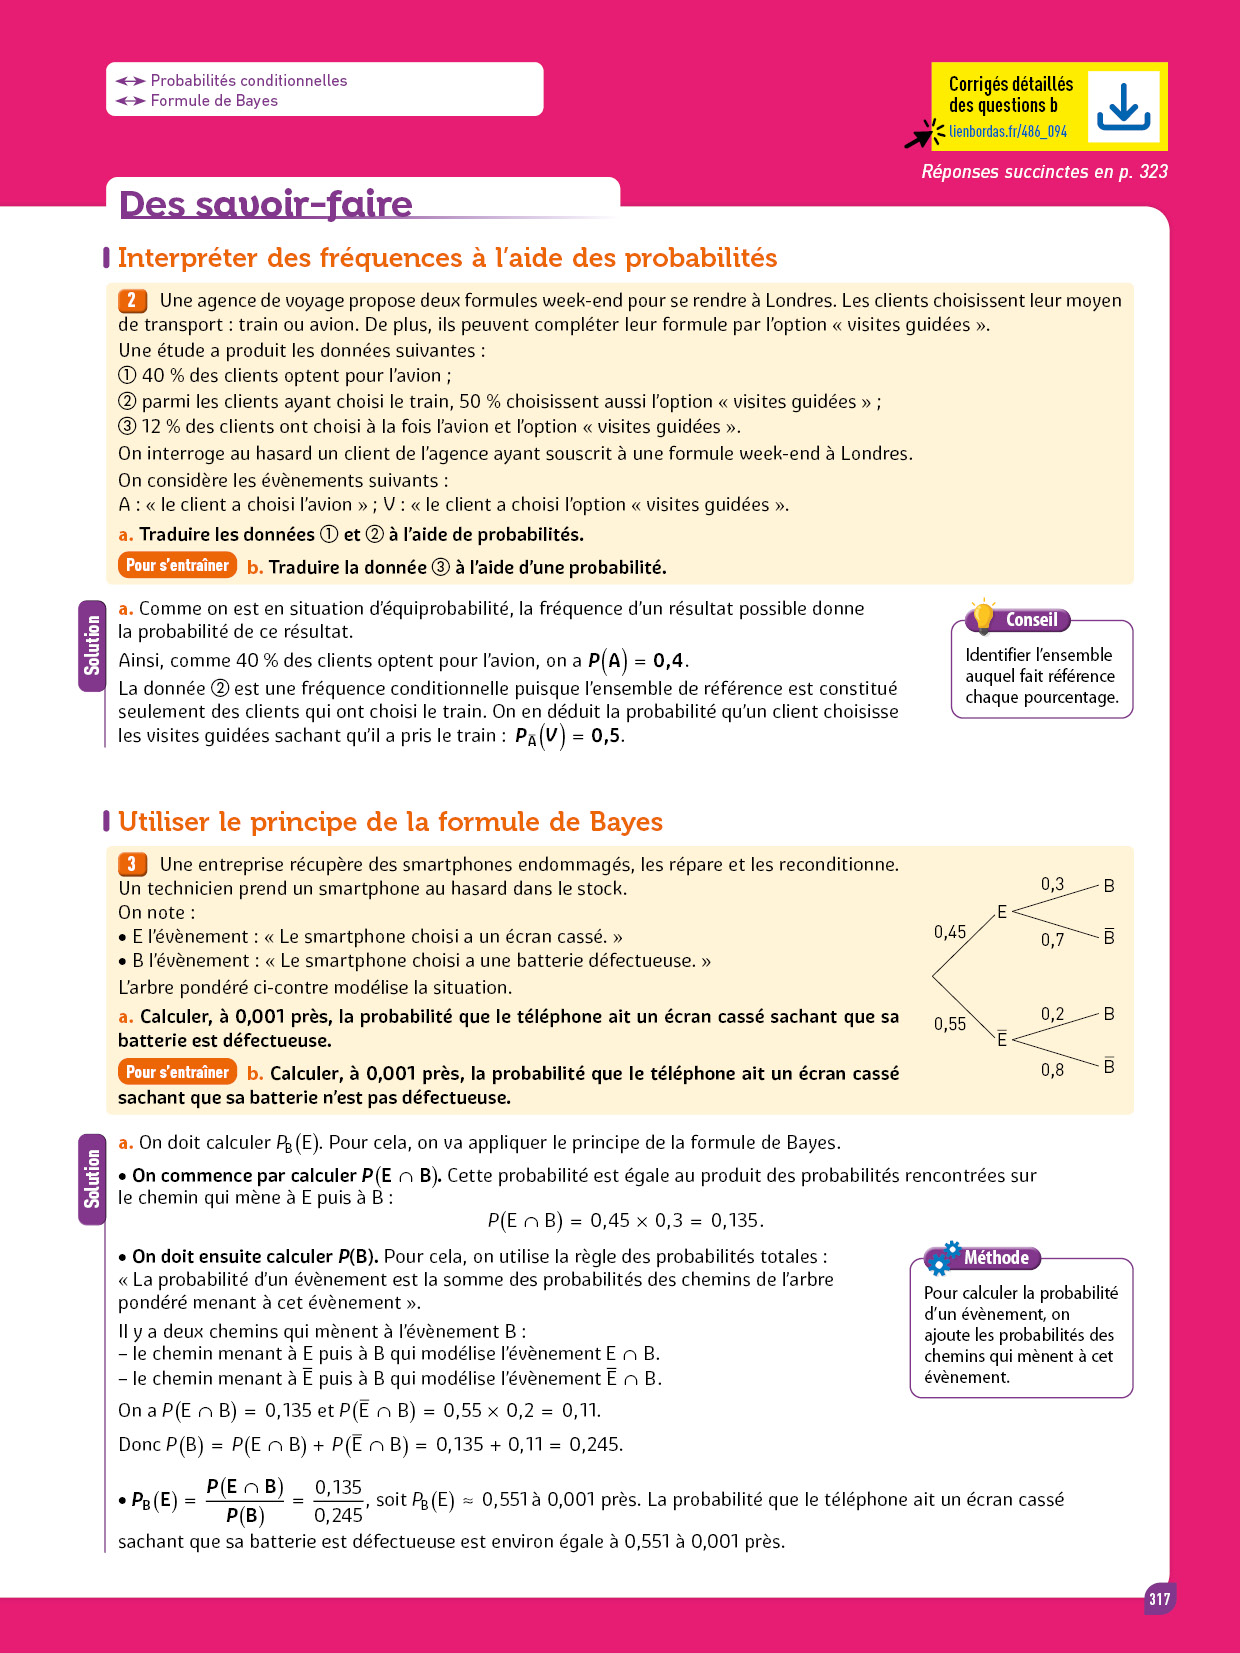 Probabilités conditionnelles
Formule de Bayes
Corrigés détaillés
des questions b
lienbordas.fr/486_094
Réponses succinctes en p. 323
Des savoir-faire
Interpréter des fréquences à l’aide des probabilités
2 Une agence de voyage propose deux formules week-end pour se rendre à Londres. Les clients choisissent leur moyen
de transport : train ou avion. De plus, ils peuvent compléter leur formule par l’option « visites guidées ».
Une étude a produit les données suivantes :
① 40 % des clients optent pour l’avion ;
② parmi les clients ayant choisi le train, 50 % choisissent aussi l’option « visites guidées » ;
③ 12 % des clients ont choisi à la fois l’avion et l’option « visites guidées ».
On interroge au hasard un client de l’agence ayant souscrit à une formule week-end à Londres.
On considère les évènements suivants :
A : « le client a choisi l’avion » ; V : « le client a choisi l’option « visites guidées ».
a. Traduire les données ① et ② à l’aide de probabilités.
Pour s’entraîner b. Traduire la donnée ③ à l’aide d’une probabilité.
Solution
a. Comme on est en situation d’équiprobabilité, la fréquence d’un résultat possible donne
la probabilité de ce résultat.
Ainsi, comme 40 % des clients optent pour l’avion, on a P(A) = 0,4.
La donnée ② est une fréquence conditionnelle puisque l’ensemble de référence est constitué
seulement des clients qui ont choisi le train. On en déduit la probabilité qu’un client choisisse
les visites guidées sachant qu’il a pris le train : P_A̅(V) = 0,5.
Conseil
Identifier l’ensemble
auquel fait référence
chaque pourcentage.
Utiliser le principe de la formule de Bayes
3 Une entreprise récupère des smartphones endommagés, les répare et les reconditionne.
Un technicien prend un smartphone au hasard dans le stock.
On note :
• E l’évènement : « Le smartphone choisi a un écran cassé. »
• B l’évènement : « Le smartphone choisi a une batterie défectueuse. »
L’arbre pondéré ci-contre modélise la situation.
a. Calculer, à 0,001 près, la probabilité que le téléphone ait un écran cassé sachant que sa
batterie est défectueuse.
Pour s’entraîner b. Calculer, à 0,001 près, la probabilité que le téléphone ait un écran cassé
sachant que sa batterie n’est pas défectueuse.
0,3
B
E
0,45
0,7
B̅
0,2
B
0,55
E̅
0,8
B̅
Solution
a. On doit calculer P_B(E). Pour cela, on va appliquer le principe de la formule de Bayes.
• On commence par calculer P(E ∩ B). Cette probabilité est égale au produit des probabilités rencontrées sur
le chemin qui mène à E puis à B :
P(E ∩ B) = 0,45 × 0,3 = 0,135.
• On doit ensuite calculer P(B). Pour cela, on utilise la règle des probabilités totales :
« La probabilité d’un évènement est la somme des probabilités des chemins de l’arbre
pondéré menant à cet évènement ».
Il y a deux chemins qui mènent à l’évènement B :
– le chemin menant à E puis à B qui modélise l’évènement E ∩ B.
– le chemin menant à E̅ puis à B qui modélise l’évènement E̅ ∩ B.
On a P(E ∩ B) = 0,135 et P(E̅ ∩ B) = 0,55 × 0,2 = 0,11.
Donc P(B) = P(E ∩ B) + P(E̅ ∩ B) = 0,135 + 0,11 = 0,245.
• P_B(E) = P(E ∩ B)/P(B) = 0,135/0,245, soit P_B(E) ≈ 0,551 à 0,001 près. La probabilité que le téléphone ait un écran cassé
sachant que sa batterie est défectueuse est environ égale à 0,551 à 0,001 près.
Méthode
Pour calculer la probabilité
d’un évènement, on
ajoute les probabilités des
chemins qui mènent à cet
évènement.
317